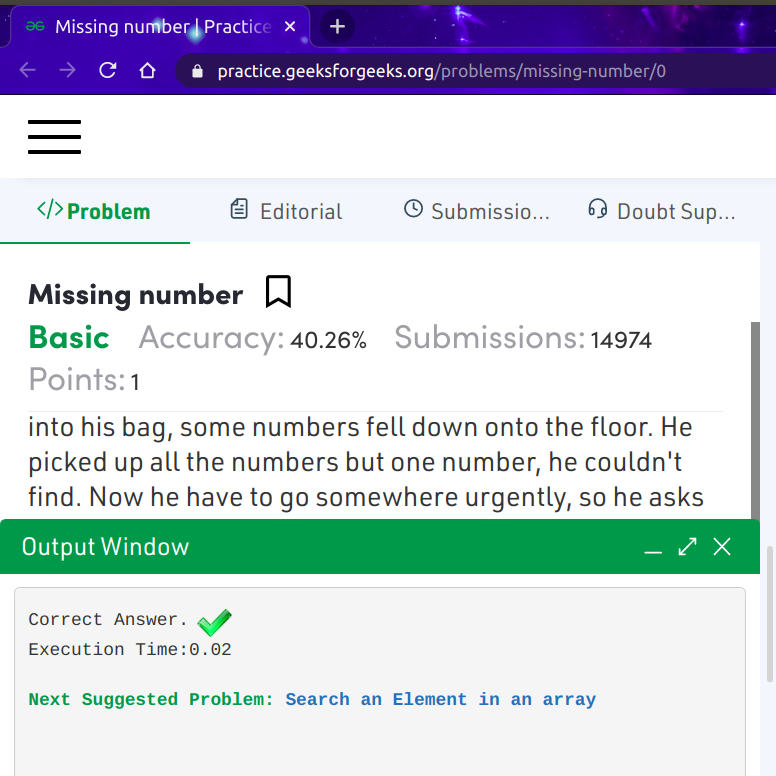 Missing number | Practice
practice.geeksforgeeks.org/problems/missing-number/0
</>Problem
Editorial
Submissio...
Doubt Sup...
Missing number
Basic Accuracy: 40.26% Submissions: 14974
Points: 1
into his bag, some numbers fell down onto the floor. He
picked up all the numbers but one number, he couldn't
find. Now he have to go somewhere urgently, so he asks
Output Window
Correct Answer.
Execution Time:0.02
Next Suggested Problem: Search an Element in an array